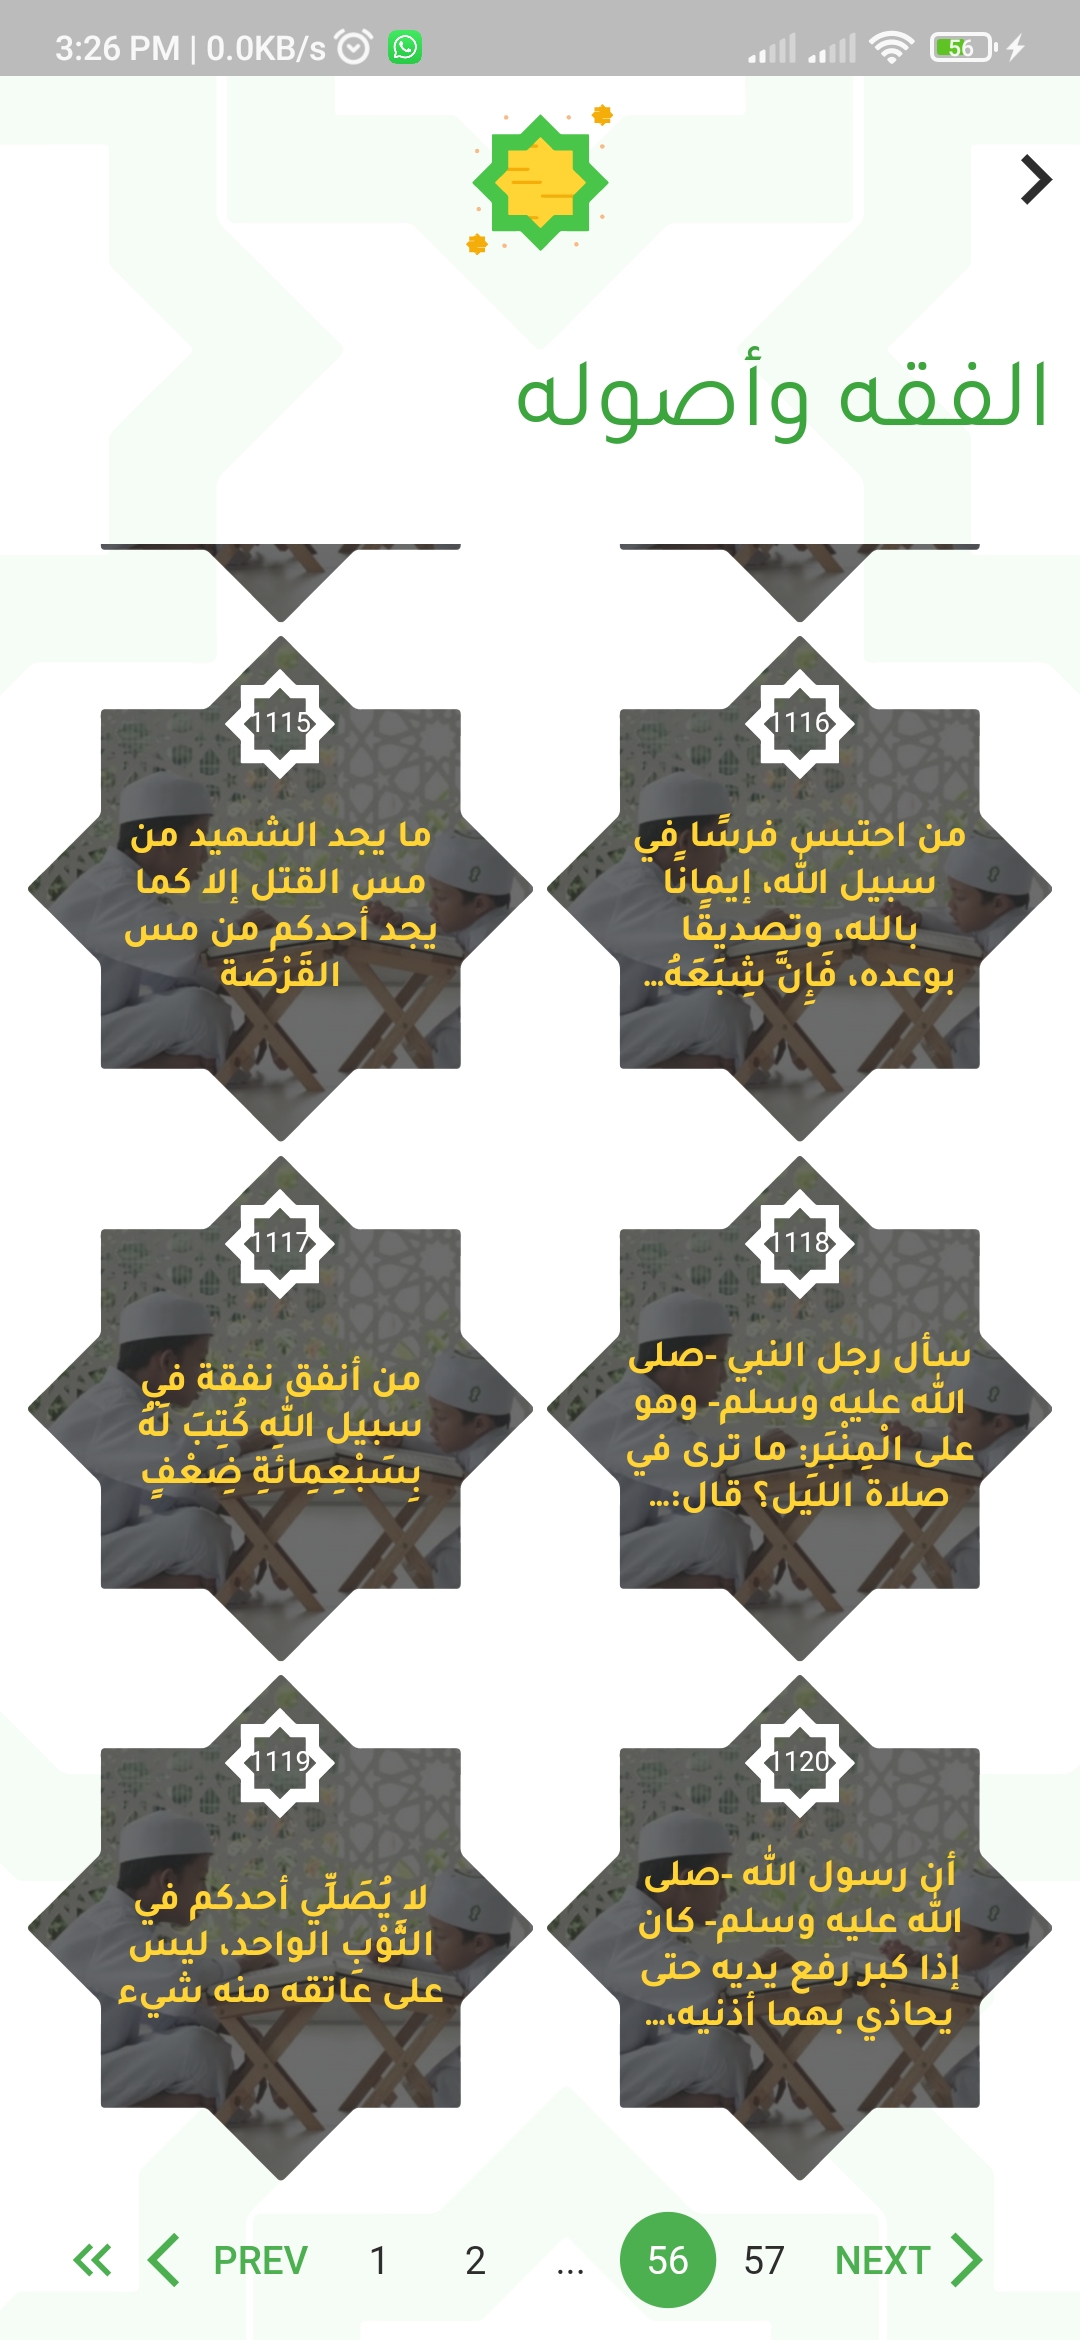 3:26 PM | 0.0KB/s
56
الفقه وأصوله
1116
من احتبس فرسًا في
سبيل الله، إيمانًا
بالله، وتصديقًا
بوعده، فَإِنَّ شِبَعَهُ...
1115
ما يجد الشهيد من
مس القتل إلا كما
يجد أحدكم من مس
القَرْصَة
1118
سأل رجل النبي -صلى
الله عليه وسلم- وهو
على الْمِنْبَرِ: ما ترى في
صلاة الليل؟ قال:...
1117
من أنفق نفقة في
سبيل اللهِ كُتِبَ لَهُ
بِسَبْعِمِائَةِ ضِعْفٍ
1120
أن رسول الله -صلى
الله عليه وسلم- كان
إذا كبر رفع يديه حتى
يحاذي بهما أذنيه،...
1119
لا يُصَلِّي أحدكم في
الثَّوْبِ الواحد، ليس
على عاتقه منه شيء
PREV 1 2 ... 56 57 NEXT